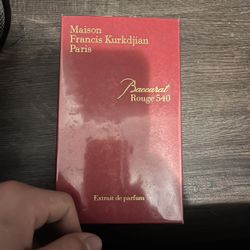 Maison
Francis Kurkdjian
Paris
Baccarat
Rouge 540
Extrait de parfum